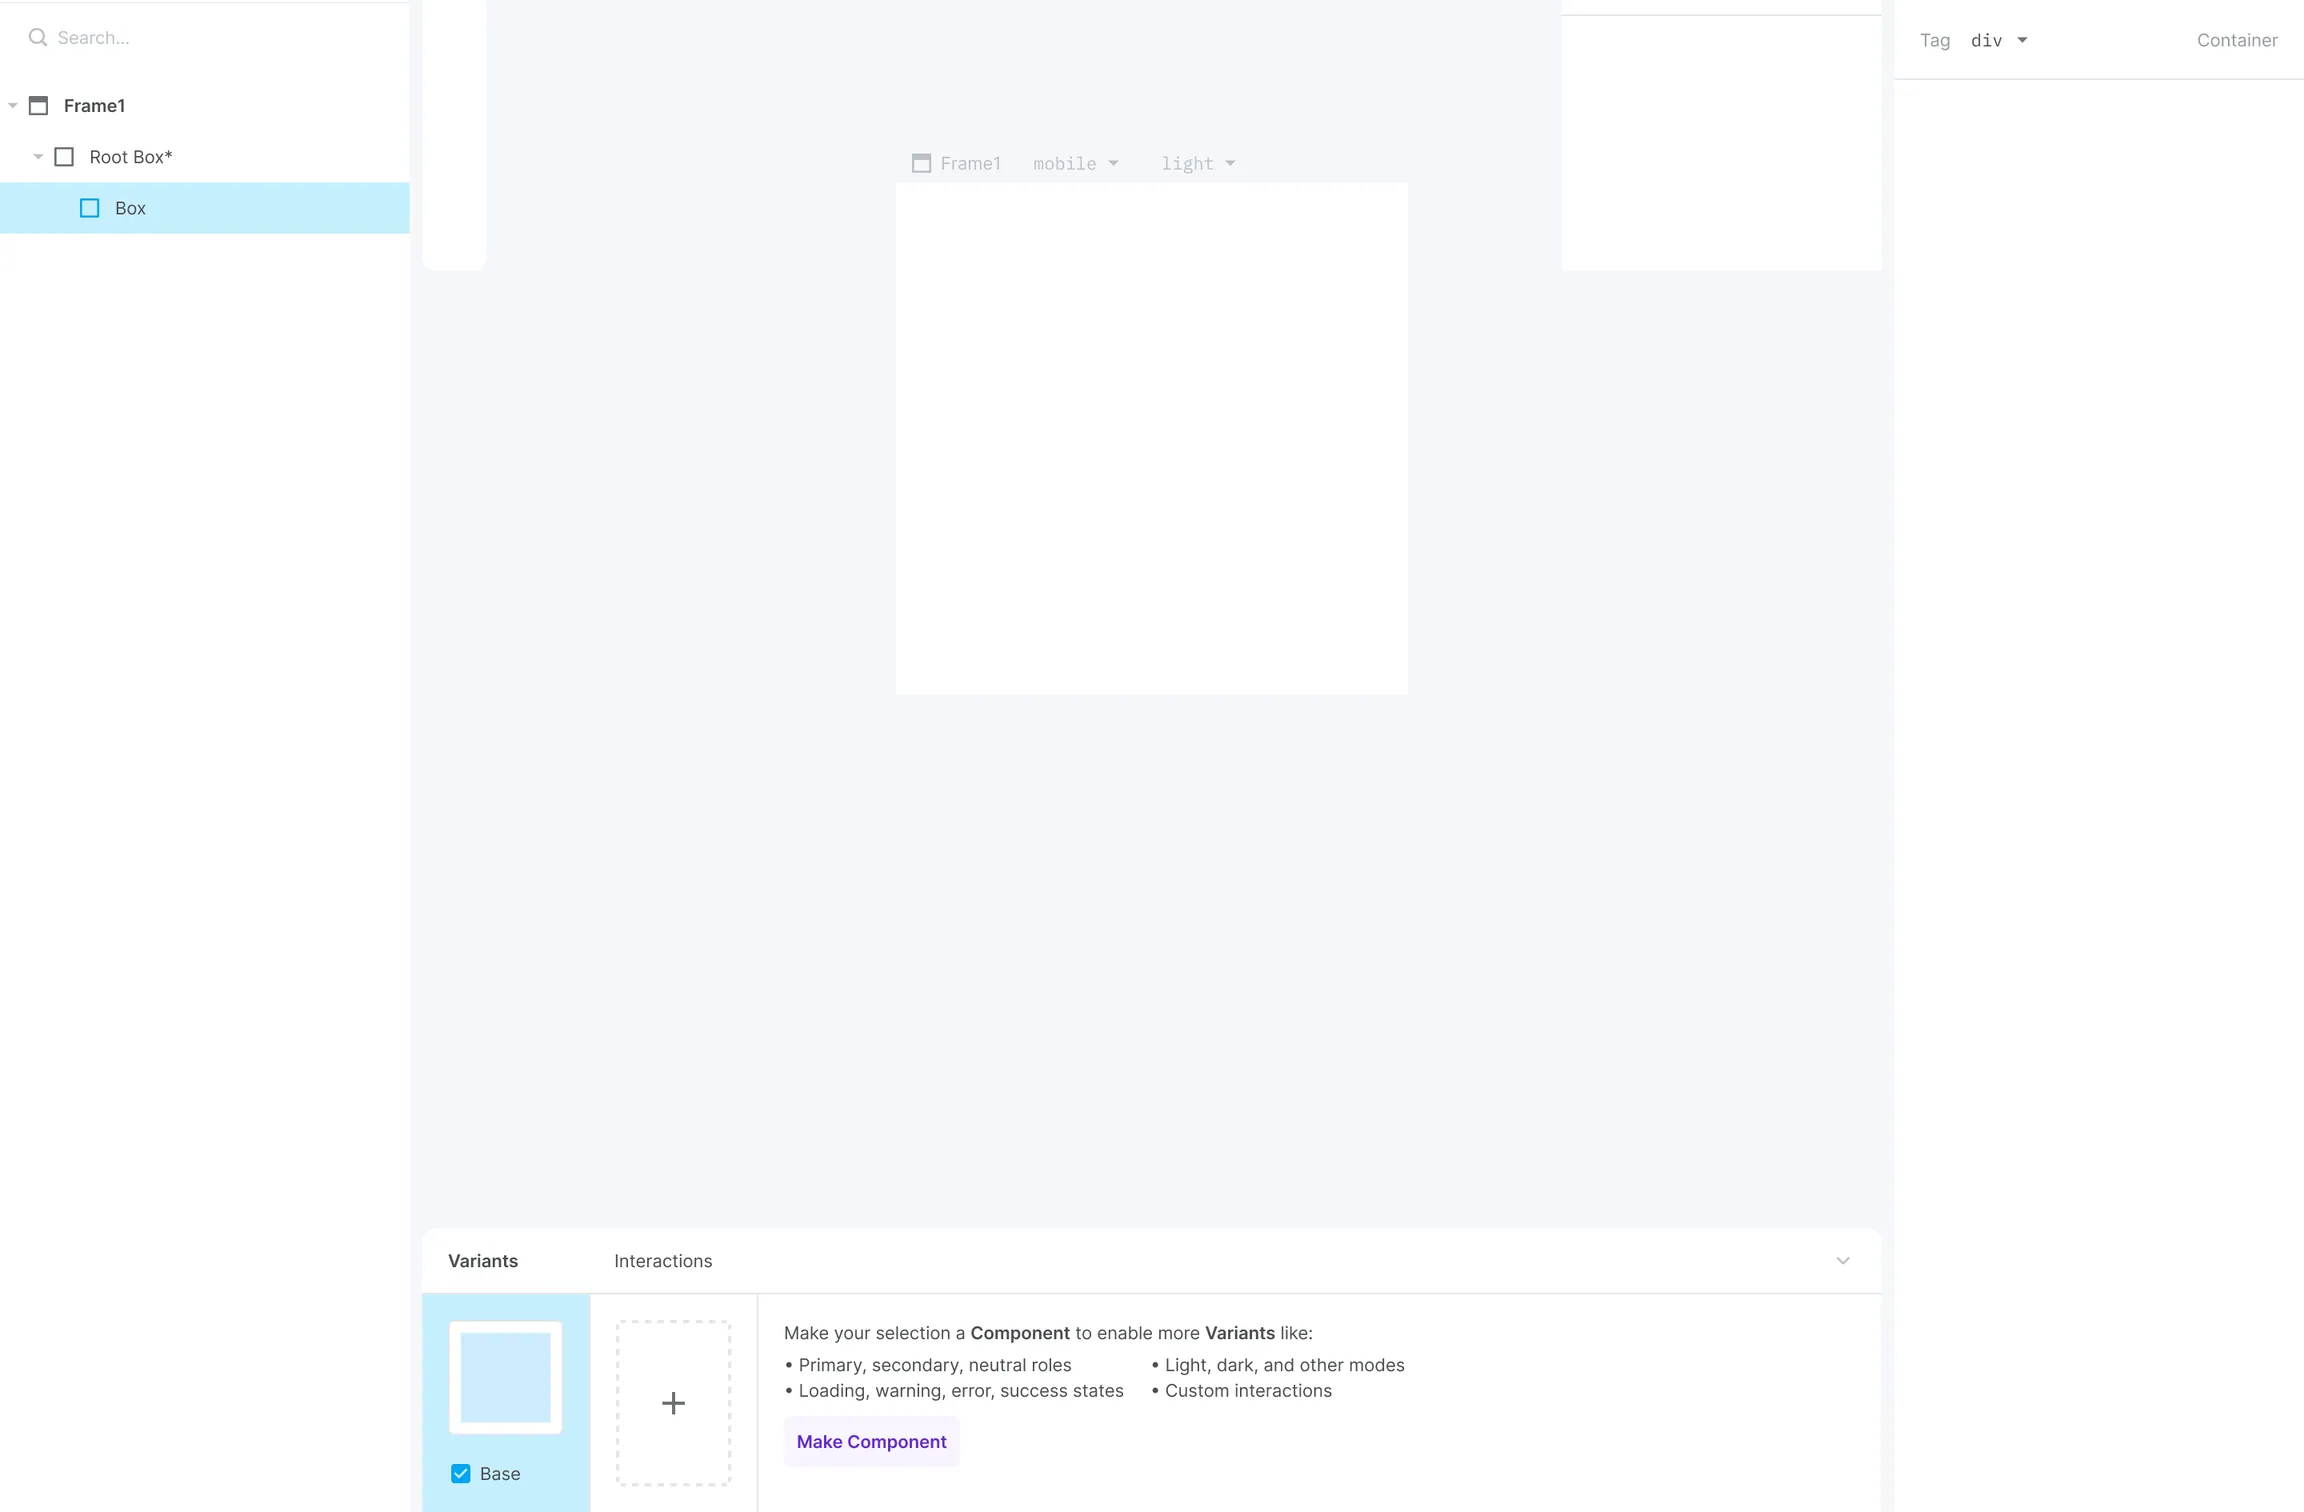 Search...
Frame1
Root Box*
Box
Frame1 mobile light
Tag div Container
Variants Interactions
Make your selection a Component to enable more Variants like:
• Primary, secondary, neutral roles
• Loading, warning, error, success states
• Light, dark, and other modes
• Custom interactions
Make Component
Base